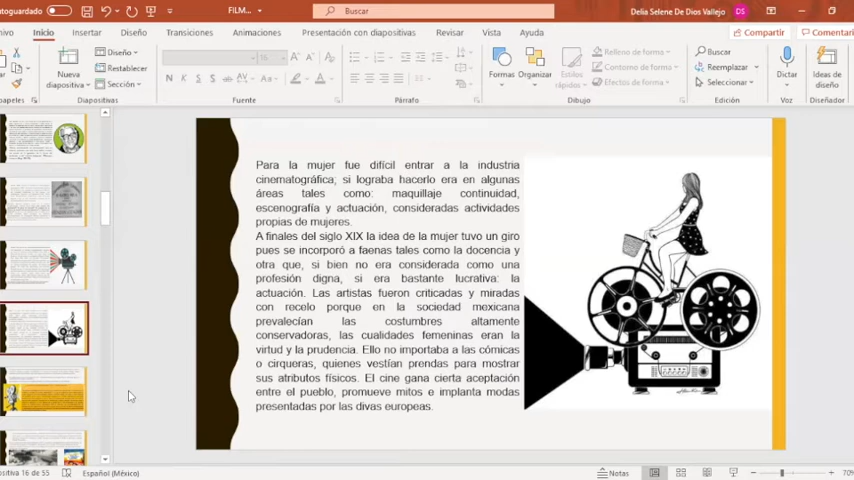 Autoguardado
FILM...
Buscar
Delia Selene De Dios Vallejo
DS
Inicio
Insertar
Diseño
Transiciones
Animaciones
Presentación con diapositivas
Revisar
Vista
Ayuda
Compartir
Comentarios
Nueva
diapositiva
Diseño
Restablecer
Sección
16
N K S S
Aa
A
Formas
Organizar
Estilos
rápidos
Relleno de forma
Contorno de forma
Efectos de forma
Buscar
Reemplazar
Seleccionar
Dictar
Ideas de
diseño
Diapositivas
Fuente
Párrafo
Dibujo
Edición
Voz
Diseñador
Para la mujer fue difícil entrar a la industria
cinematográfica; si lograba hacerlo era en algunas
áreas tales como: maquillaje continuidad,
escenografía y actuación, consideradas actividades
propias de mujeres.
A finales del siglo XIX la idea de la mujer tuvo un giro
pues se incorporó a faenas tales como la docencia y
otra que, si bien no era considerada como una
profesión digna, si era bastante lucrativa: la
actuación. Las artistas fueron criticadas y miradas
con recelo porque en la sociedad mexicana
prevalecían las costumbres altamente
conservadoras, las cualidades femeninas eran la
virtud y la prudencia. Ello no importaba a las cómicas
o cirqueras, quienes vestían prendas para mostrar
sus atributos físicos. El cine gana cierta aceptación
entre el pueblo, promueve mitos e implanta modas
presentadas por las divas europeas.
ositiva 16 de 55
Español (México)
Notas
70%